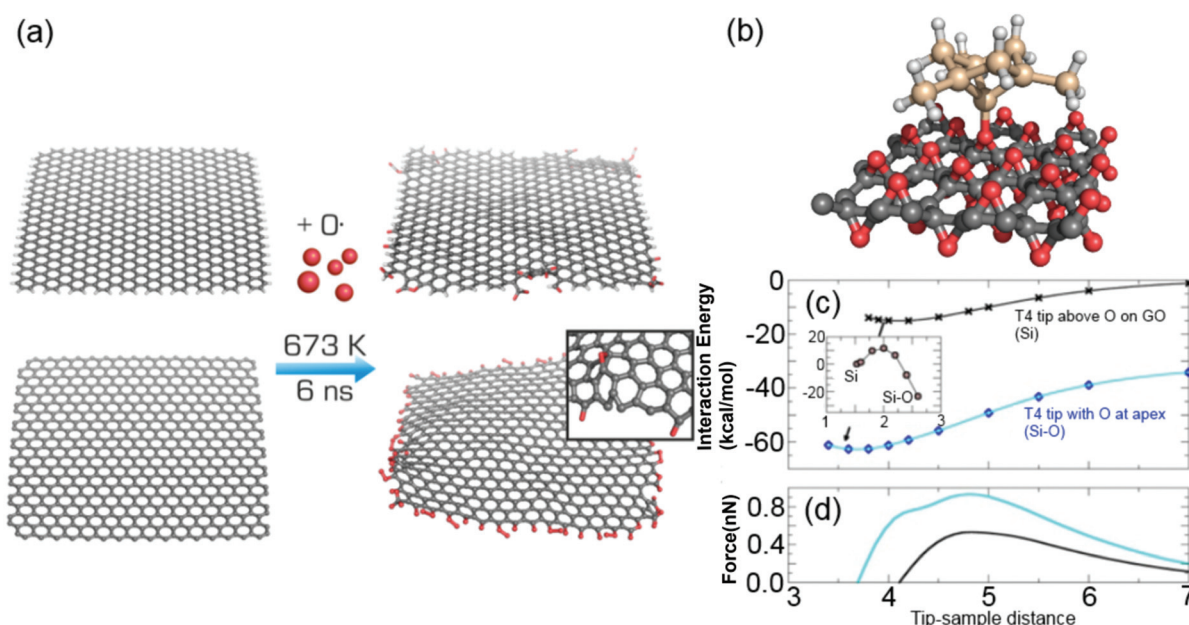 (a)
+ O·
673 K
6 ns
(b)
Interaction Energy
(kcal/mol)
0
-20
-40
-60
(c)
T4 tip above O on GO
(Si)
20
0
-20
Si
Si-O
1
2
3
T4 tip with O at apex
(Si-O)
Force(nN)
0.8
0.4
0.0
(d)
3
4
5
6
7
Tip-sample distance